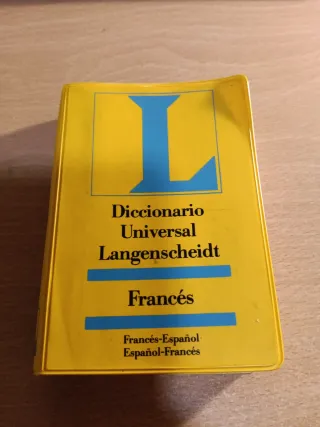 L
Diccionario
Universal
Langenscheidt
Francés
Francés-Español
Español-Francés